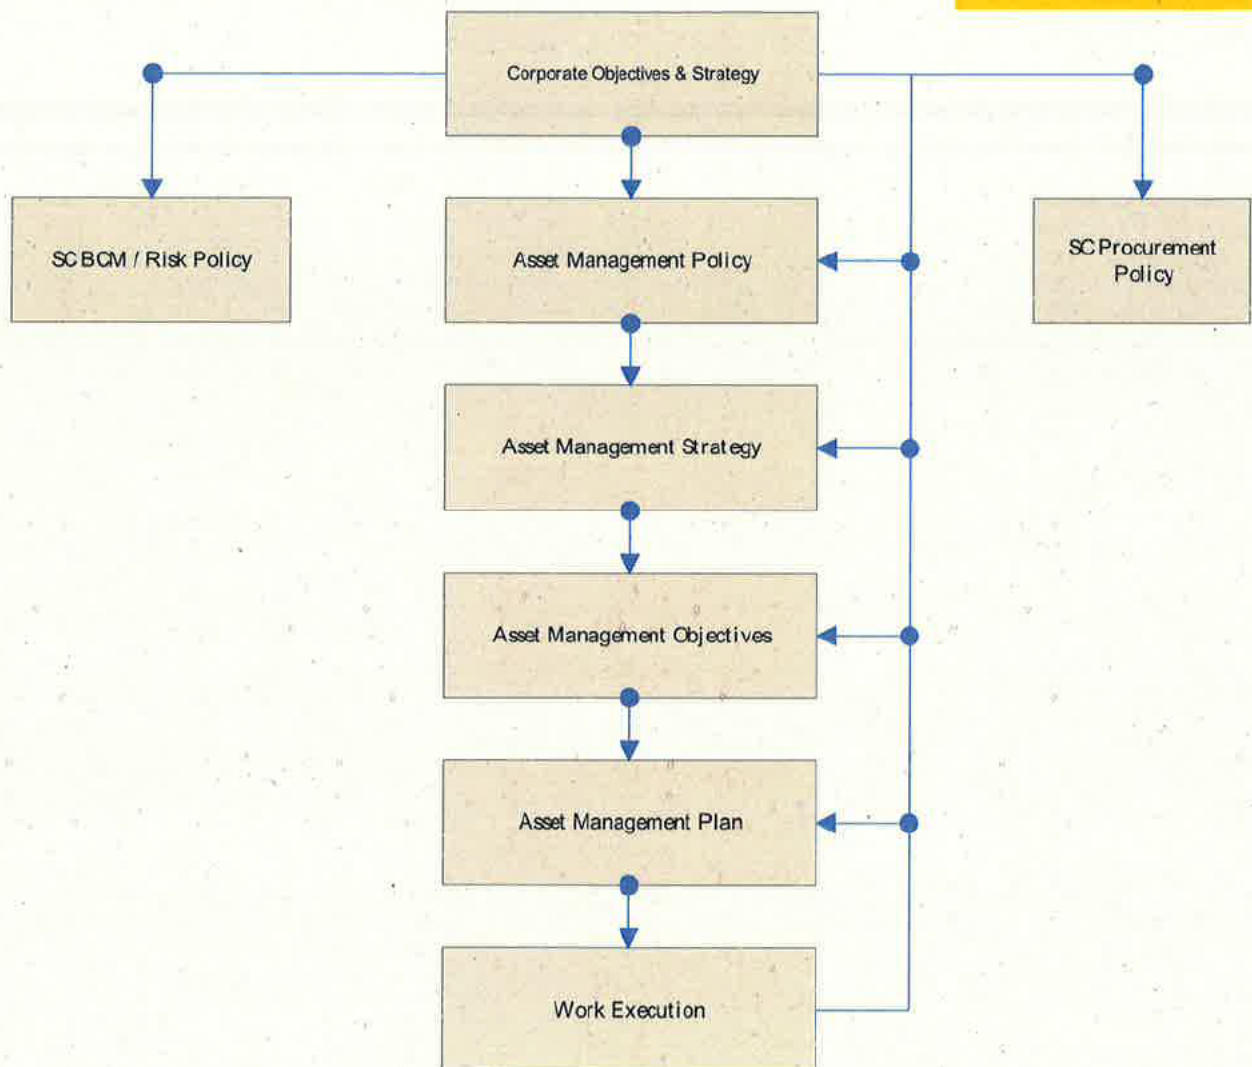 Corporate Objectives & Strategy
SC BCM / Risk Policy
Asset Management Policy
SC Procurement
Policy
Asset Management Strategy
Asset Management Objectives
Asset Management Plan
Work Execution